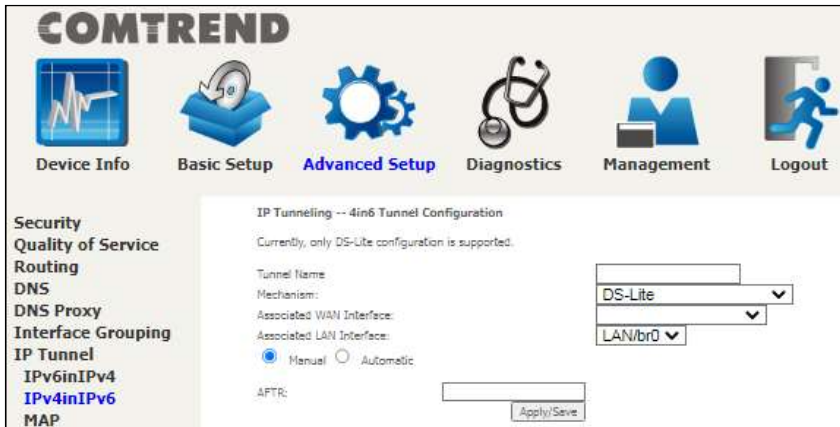 COMTREND
Device Info Basic Setup Advanced Setup Diagnostics Management Logout
Security
Quality of Service
Routing
DNS
DNS Proxy
Interface Grouping
IP Tunnel
IPv6inIPv4
IPv4inIPv6
MAP
IP Tunneling -- 4in6 Tunnel Configuration
Currently, only DS-Lite configuration is supported.
Tunnel Name
Mechanism: DS-Lite
Associated WAN Interface:
Associated LAN Interface: LAN/br0
Manual Automatic
AFTR:
Apply/Save